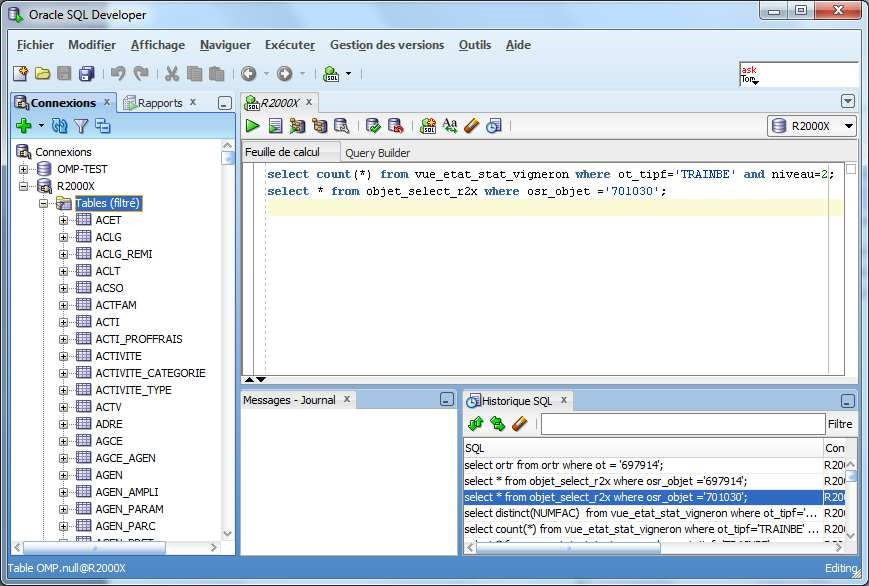 Oracle SQL Developer
Fichier Modifier Affichage Naviguer Exécuter Gestion des versions Outils Aide
ask
Tom
Connexions x
Rapports x
Connexions
OMP-TEST
R2000X
Tables (filtré)
ACET
ACLG
ACLG_REMI
ACLT
ACSO
ACTFAM
ACTI
ACTI_PROFFRAIS
ACTIVITE
ACTIVITE_CATEGORIE
ACTIVITE_TYPE
ACTV
ADRE
AGCE
AGCE_AGEN
AGEN
AGEN_AMPLI
AGEN_PARAM
AGEN_PARC
R2000X x
R2000X
Feuille de calcul Query Builder
select count(*) from vue_etat_stat_vigneron where ot_tipf='TRAINBE' and niveau=2;
select * from objet_select_r2x where osr_objet ='701030';
Messages - Journal x
Historique SQL x
Filtre
SQL Con
select ortr from ortr where ot = '697914'; R20
select * from objet_select_r2x where osr_objet ='697914'; R20
select * from objet_select_r2x where osr_objet ='701030'; R20
select distinct(NUMFAC) from vue_etat_stat_vigneron where ot_tipf='... R20
select count(*) from vue_etat_stat_vigneron where ot_tipf='TRAINBE' ... R20
Table OMP.null@R2000X
Editing